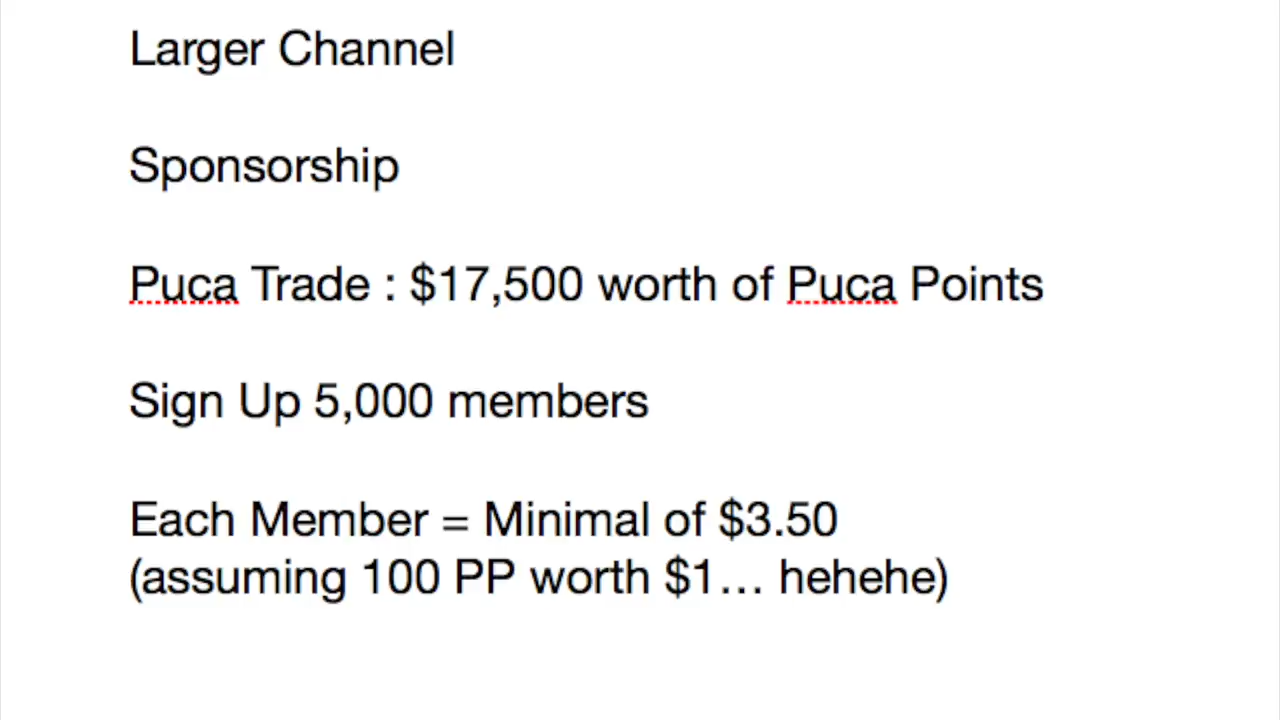 Larger Channel
Sponsorship
Puca Trade : $17,500 worth of Puca Points
Sign Up 5,000 members
Each Member = Minimal of $3.50
(assuming 100 PP worth $1… hehehe)